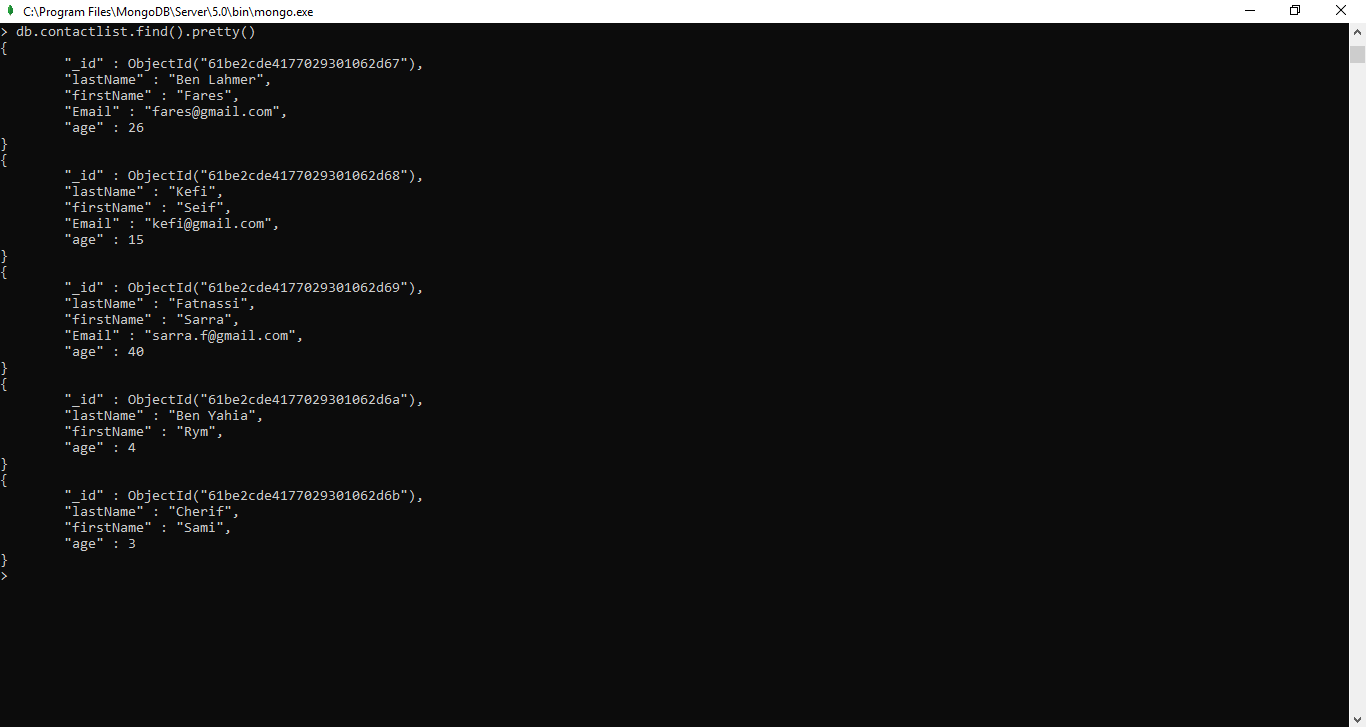 C:\Program Files\MongoDB\Server\5.0\bin\mongo.exe
> db.contactlist.find().pretty()
{
        "_id" : ObjectId("61be2cde4177029301062d67"),
        "lastName" : "Ben Lahmer",
        "firstName" : "Fares",
        "Email" : "fares@gmail.com",
        "age" : 26
}
{
        "_id" : ObjectId("61be2cde4177029301062d68"),
        "lastName" : "Kefi",
        "firstName" : "Seif",
        "Email" : "kefi@gmail.com",
        "age" : 15
}
{
        "_id" : ObjectId("61be2cde4177029301062d69"),
        "lastName" : "Fatnassi",
        "firstName" : "Sarra",
        "Email" : "sarra.f@gmail.com",
        "age" : 40
}
{
        "_id" : ObjectId("61be2cde4177029301062d6a"),
        "lastName" : "Ben Yahia",
        "firstName" : "Rym",
        "age" : 4
}
{
        "_id" : ObjectId("61be2cde4177029301062d6b"),
        "lastName" : "Cherif",
        "firstName" : "Sami",
        "age" : 3
}
>